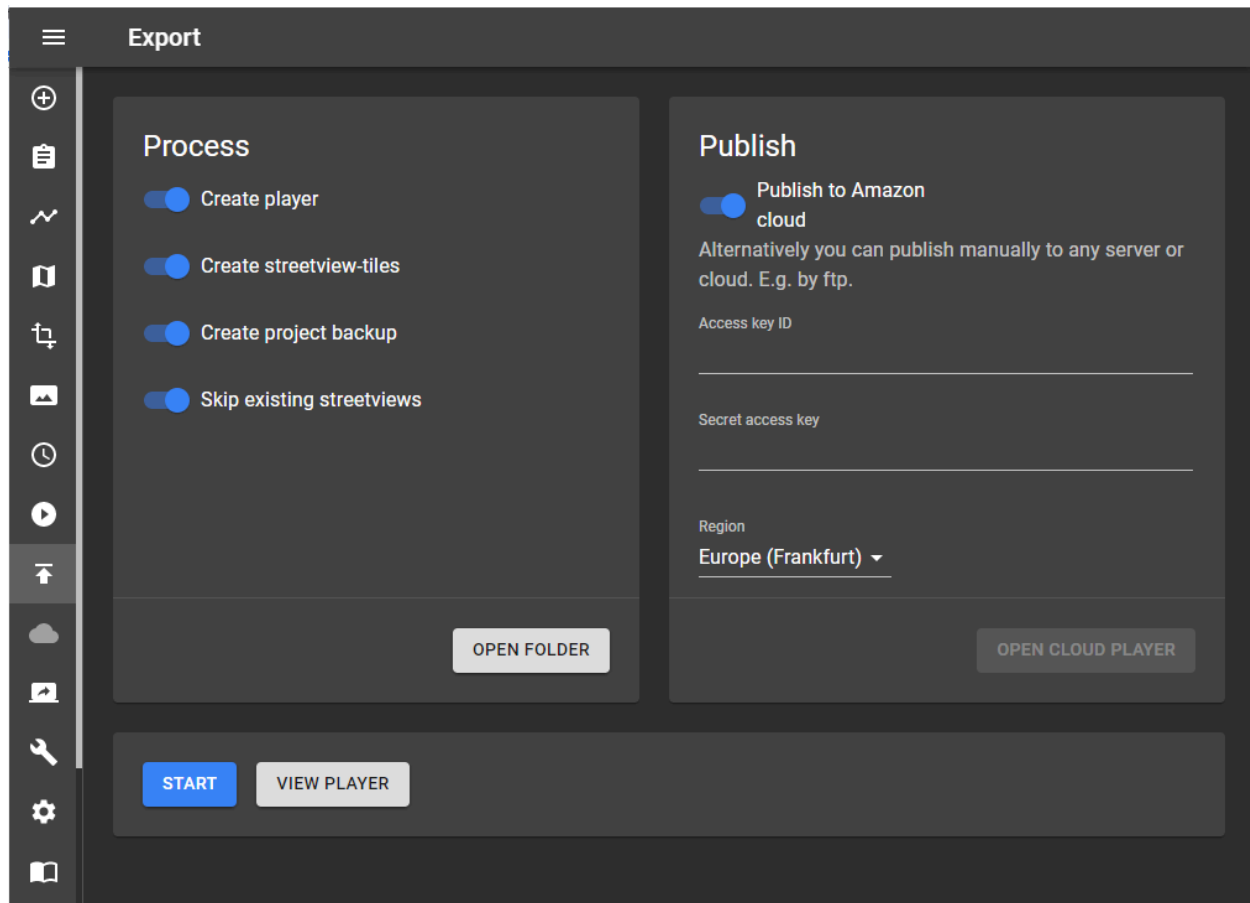 Export
Process
Create player
Create streetview-tiles
Create project backup
Skip existing streetviews
OPEN FOLDER
Publish
Publish to Amazon
cloud
Alternatively you can publish manually to any server or
cloud. E.g. by ftp.
Access key ID
Secret access key
Region
Europe (Frankfurt)
OPEN CLOUD PLAYER
START
VIEW PLAYER